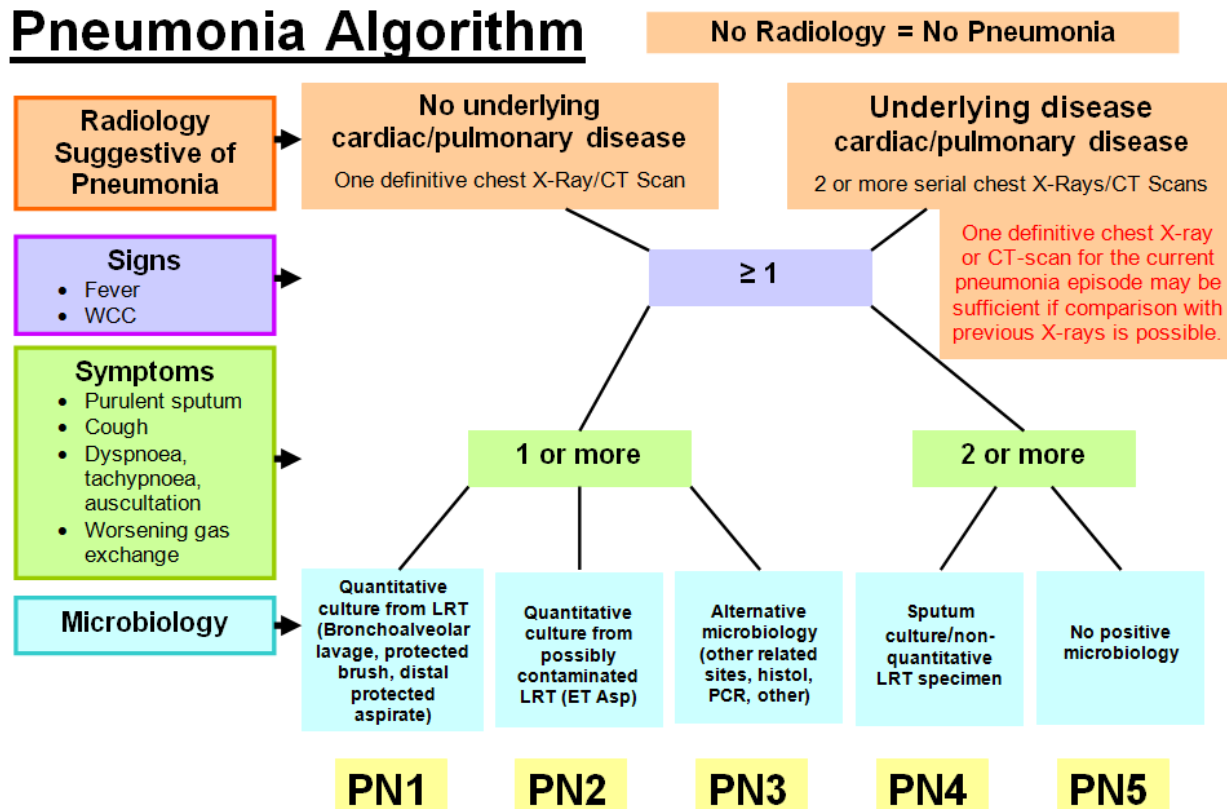 Pneumonia Algorithm
No Radiology = No Pneumonia
Radiology
Suggestive of
Pneumonia
No underlying
cardiac/pulmonary disease
One definitive chest X-Ray/CT Scan
Underlying disease
cardiac/pulmonary disease
2 or more serial chest X-Rays/CT Scans
One definitive chest X-ray
or CT-scan for the current
pneumonia episode may be
sufficient if comparison with
previous X-rays is possible.
Signs
• Fever
• WCC
≥ 1
Symptoms
• Purulent sputum
• Cough
• Dyspnoea,
tachypnoea,
auscultation
• Worsening gas
exchange
1 or more
2 or more
Microbiology
Quantitative
culture from LRT
(Bronchoalveolar
lavage, protected
brush, distal
protected
aspirate)
Quantitative
culture from
possibly
contaminated
LRT (ET Asp)
Alternative
microbiology
(other related
sites, histol,
PCR, other)
Sputum
culture/non-
quantitative
LRT specimen
No positive
microbiology
PN1
PN2
PN3
PN4
PN5